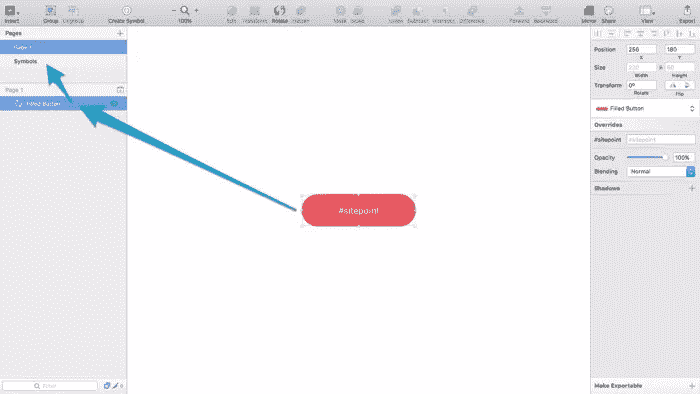 Insert Group Ungroup Create Symbol 100% Edit Transform Rotate Flatten Mask Scale Union Subtract Intersect Difference Forward Backward Mirror Share View Export
Pages
Page 1
Symbols
Page 1
Filled Button
#sitepoint
Filter
0
Position 256 180
X Y
Size
Width Height
Transform 0°
Rotate Flip
Filled Button
Overrides
#sitepoint #sitepoint
Opacity 100%
Blending Normal
Shadows
Make Exportable